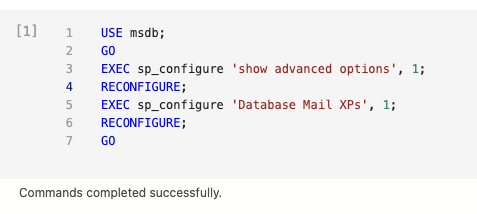 [1]
1 USE msdb;
2 GO
3 EXEC sp_configure 'show advanced options', 1;
4 RECONFIGURE;
5 EXEC sp_configure 'Database Mail XPs', 1;
6 RECONFIGURE;
7 GO
Commands completed successfully.